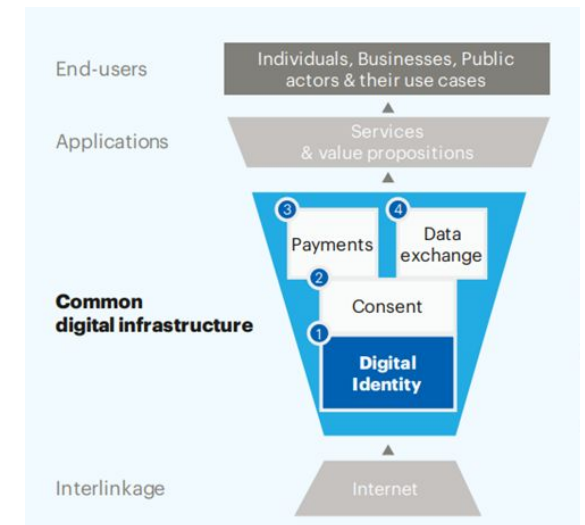 End-users
Individuals, Businesses, Public
actors & their use cases
Applications
Services
& value propositions
3
Payments
4
Data
exchange
2
Consent
Common
digital infrastructure
1
Digital
Identity
Interlinkage
Internet